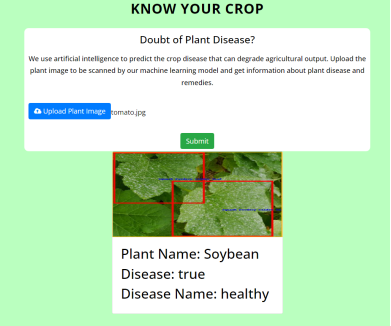 KNOW YOUR CROP
Doubt of Plant Disease?
We use artificial intelligence to predict the crop disease that can degrade agricultural output. Upload the
plant image to be scanned by our machine learning model and get information about plant disease and
remedies.
Upload Plant Image tomato.jpg
Submit
Plant Name: Soybean
Disease: true
Disease Name: healthy